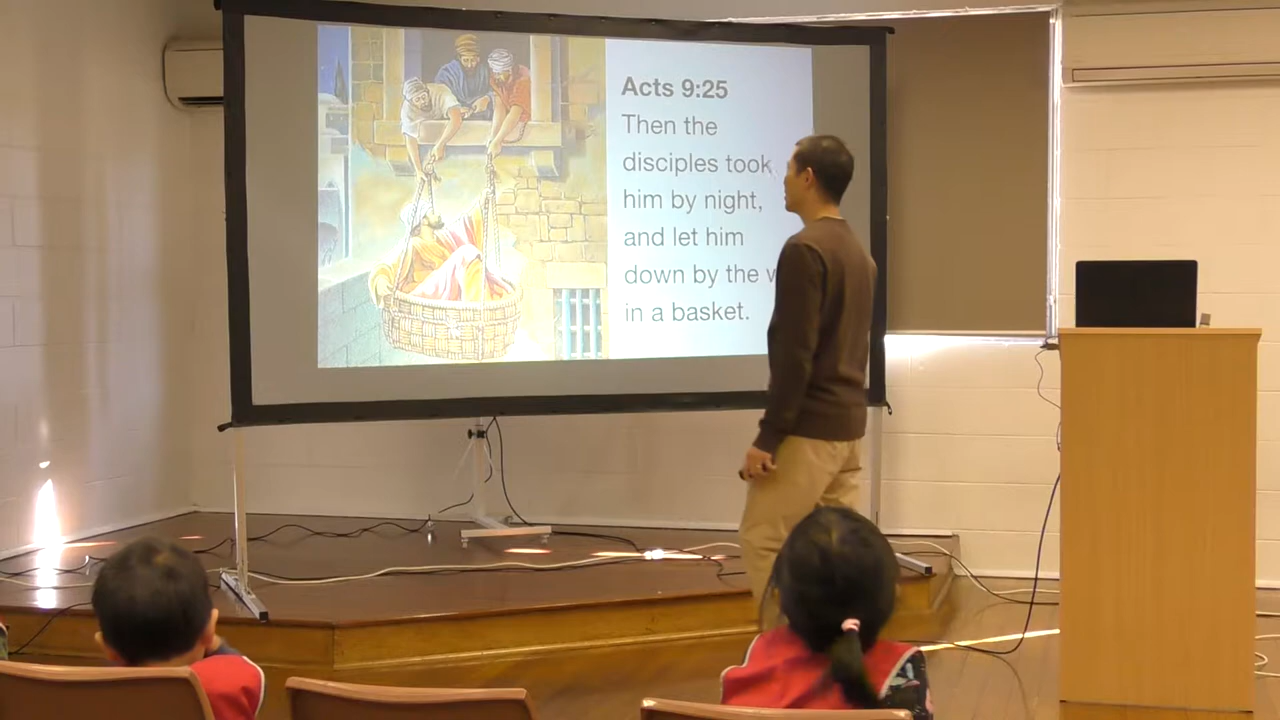 Acts 9:25
Then the
disciples took
him by night,
and let him
down by the
in a basket.